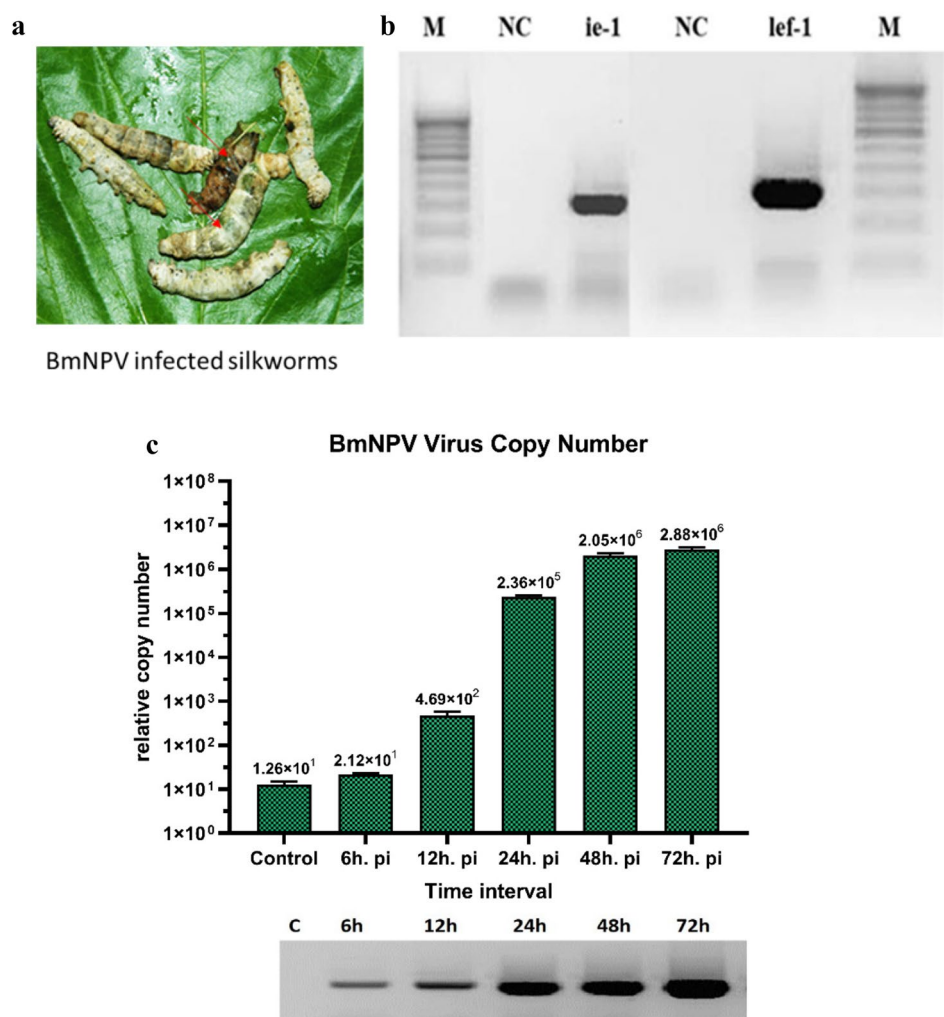 a
BmNPV infected silkworms
b
M NC ie-1 NC lef-1 M
c
BmNPV Virus Copy Number
relative copy number
1×10⁸
1×10⁷
1×10⁶
1×10⁵
1×10⁴
1×10³
1×10²
1×10¹
1×10⁰
1.26×10¹
2.12×10¹
4.69×10²
2.36×10⁵
2.05×10⁶
2.88×10⁶
Control 6h. pi 12h. pi 24h. pi 48h. pi 72h. pi
Time interval
C 6h 12h 24h 48h 72h